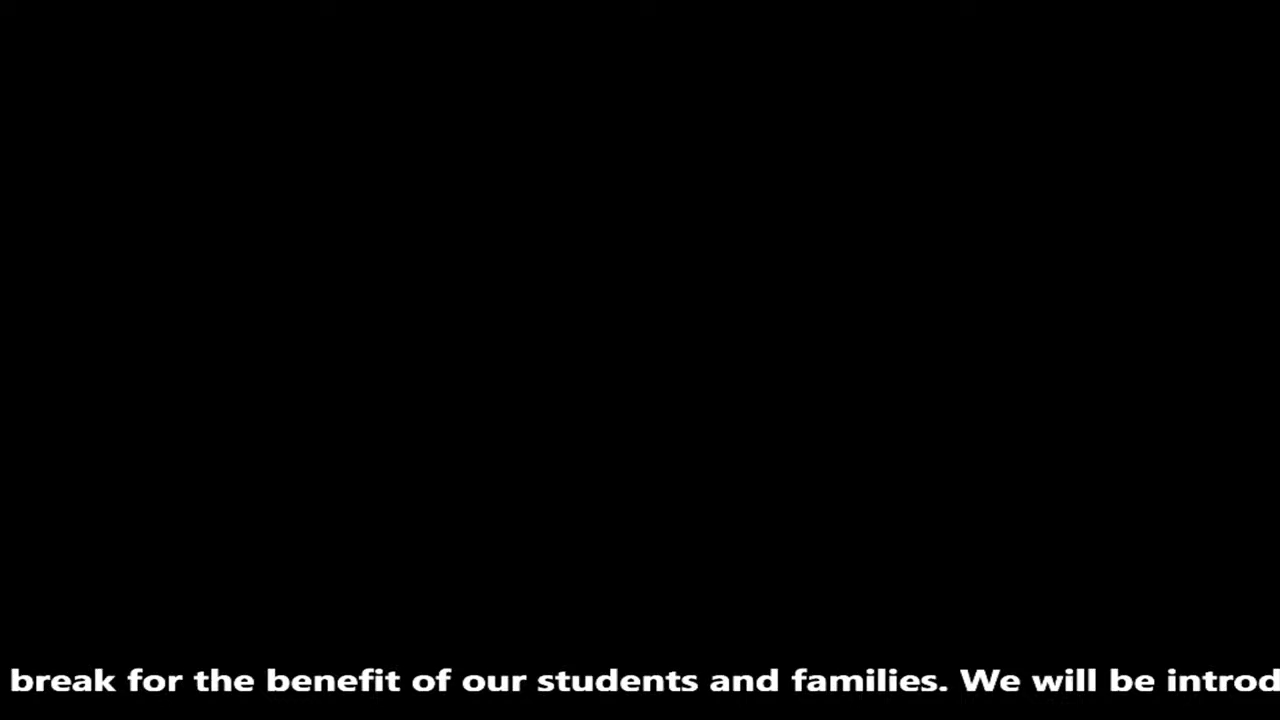 break for the benefit of our students and families. We will be introd